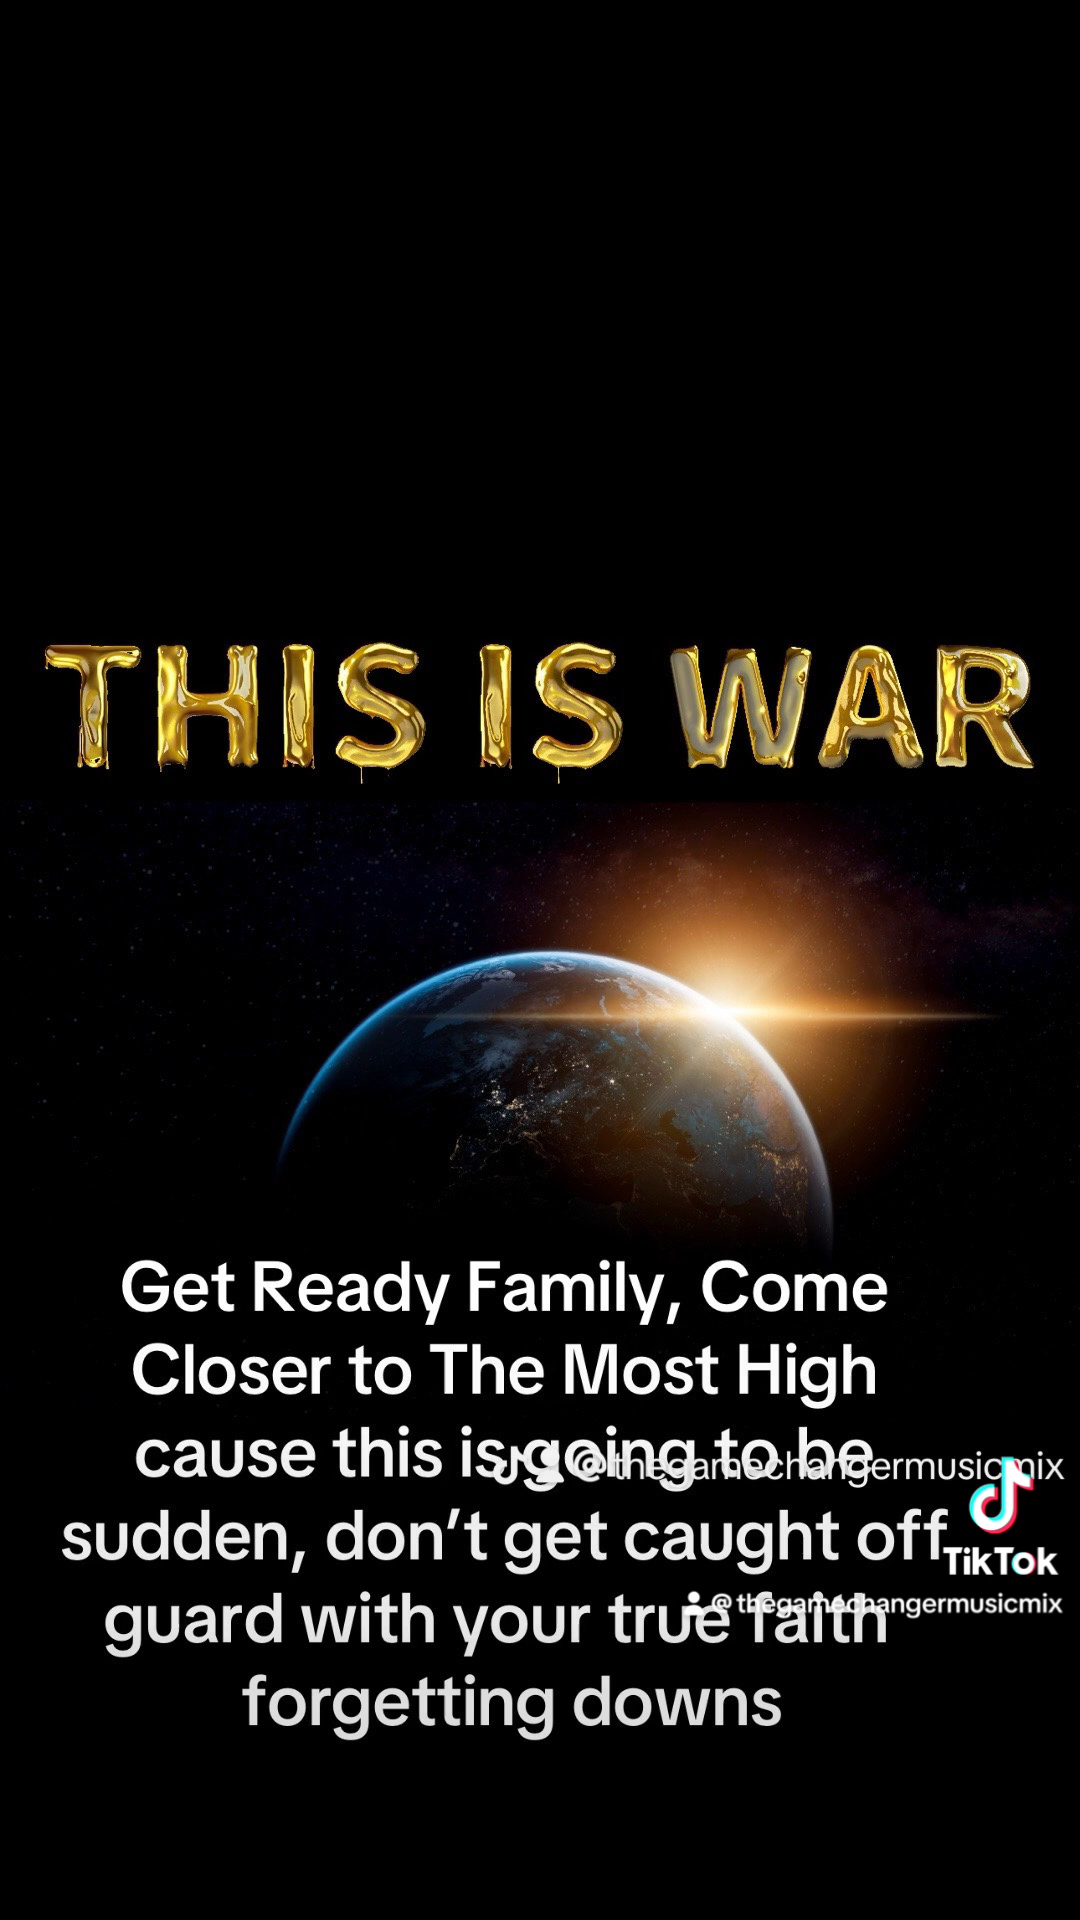 THIS IS WAR
Get Ready Family, Come
Closer to The Most High
cause this is going to be
@thegamechangermusicmix
sudden, don't get caught off
TikTok
guard with your true faith
@thegamechangermusicmix
forgetting downs